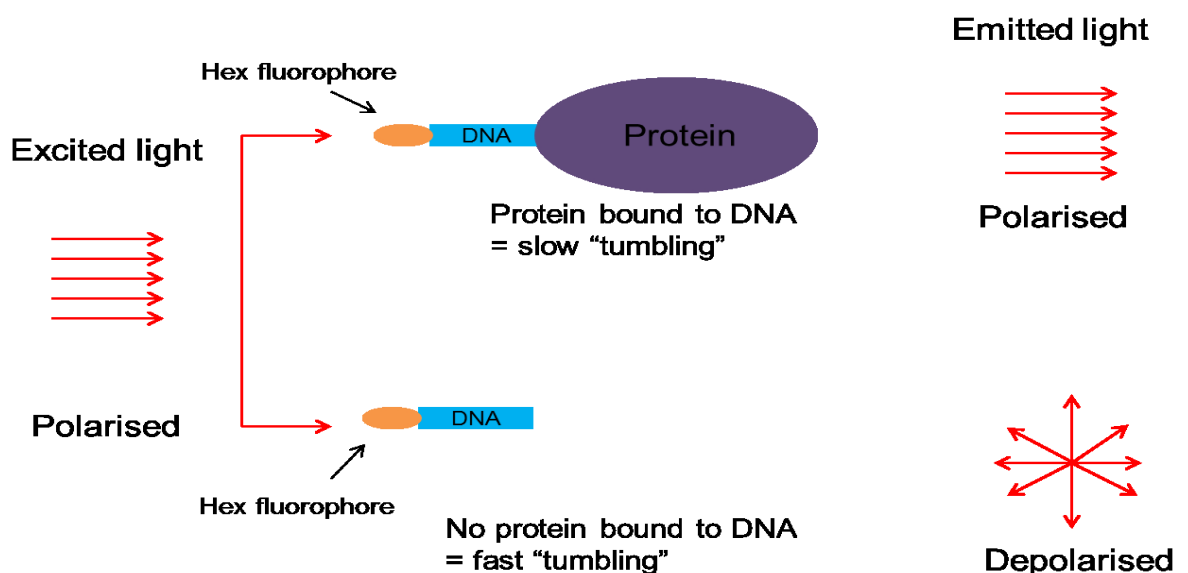 Emitted light
Hex fluorophore
DNA
Protein
Excited light
Protein bound to DNA
= slow “tumbling”
Polarised
Polarised
DNA
Hex fluorophore
No protein bound to DNA
= fast “tumbling”
Depolarised